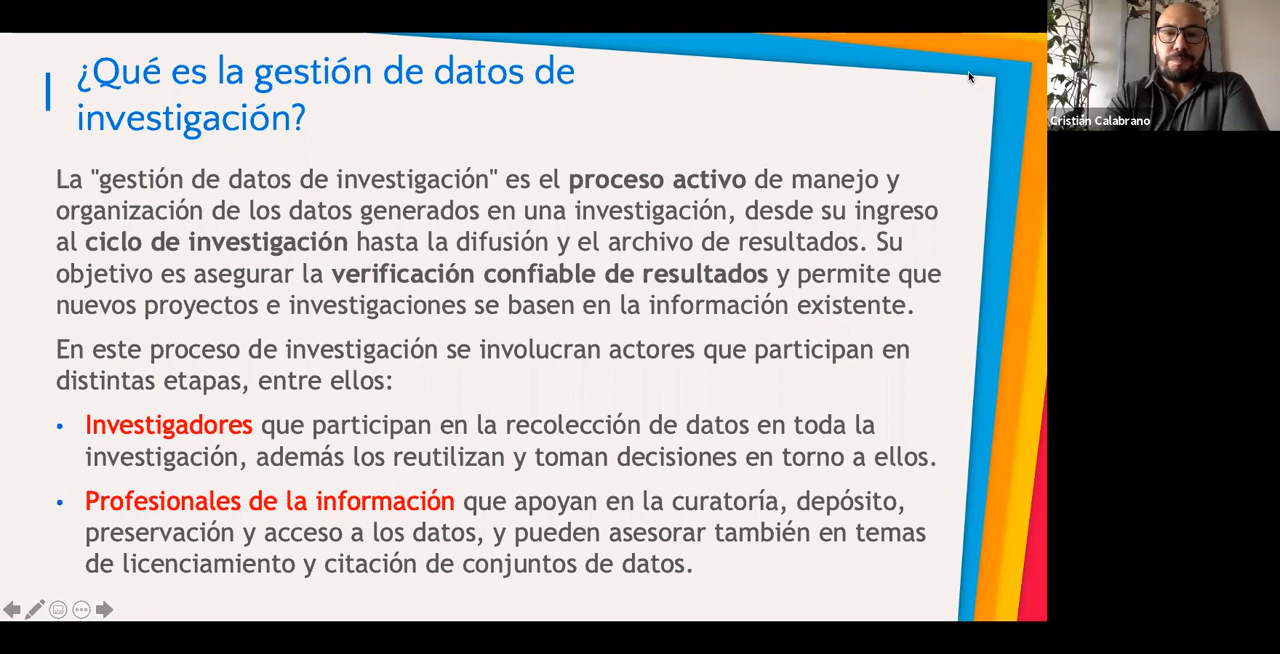 ¿Qué es la gestión de datos de
investigación?
La "gestión de datos de investigación" es el proceso activo de manejo y
organización de los datos generados en una investigación, desde su ingreso
al ciclo de investigación hasta la difusión y el archivo de resultados. Su
objetivo es asegurar la verificación confiable de resultados y permite que
nuevos proyectos e investigaciones se basen en la información existente.
En este proceso de investigación se involucran actores que participan en
distintas etapas, entre ellos:
• Investigadores que participan en la recolección de datos en toda la
investigación, además los reutilizan y toman decisiones en torno a ellos.
• Profesionales de la información que apoyan en la curatoría, depósito,
preservación y acceso a los datos, y pueden asesorar también en temas
de licenciamiento y citación de conjuntos de datos.
Cristian Calabrano